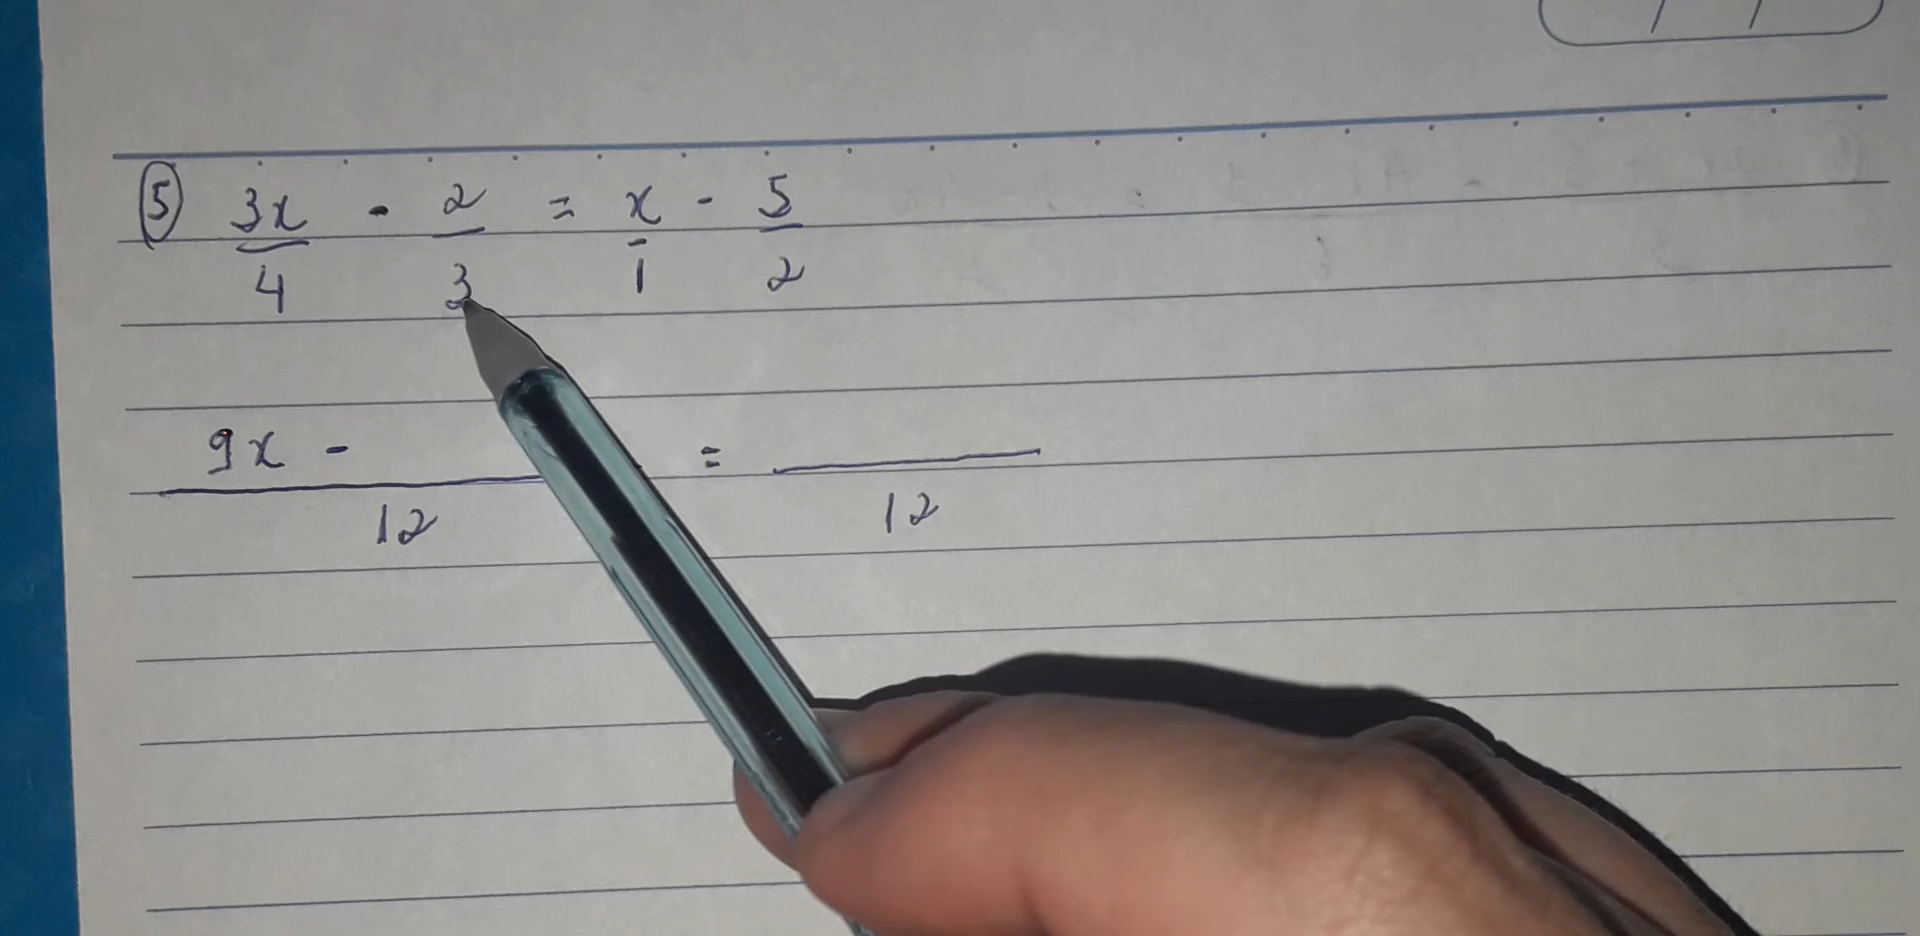 5 3x/4 - 2/3 = x/1 - 5/2
9x - /12 = /12